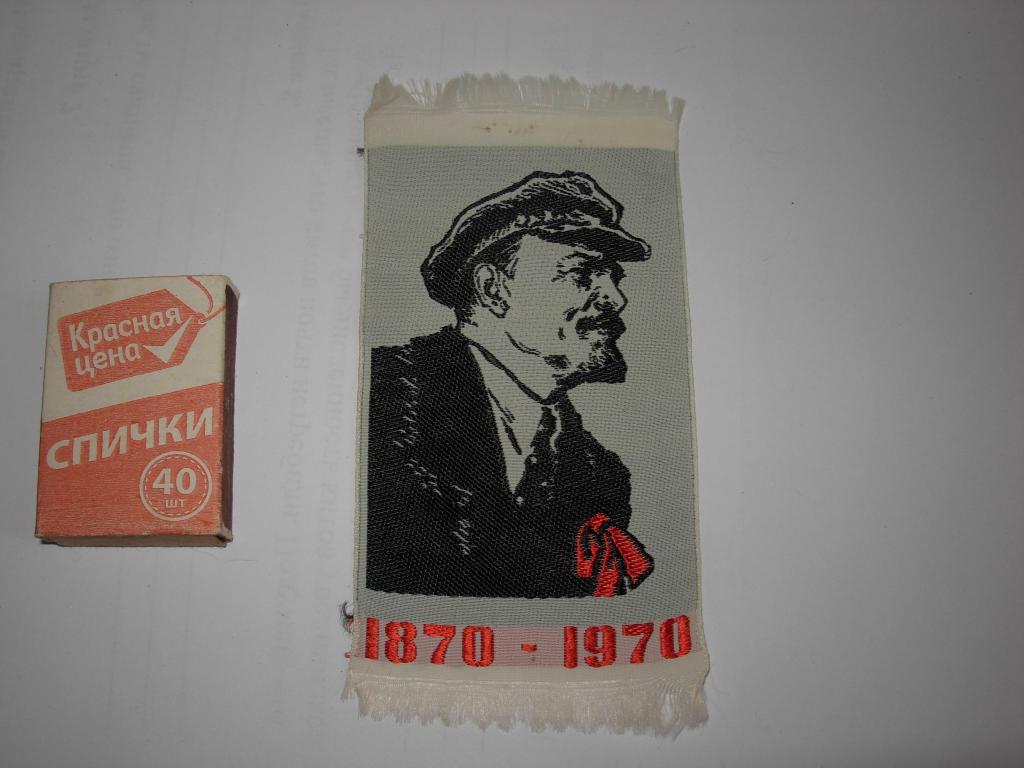 Красная
цена
СПИЧКИ
40
ШТ
1870 - 1970